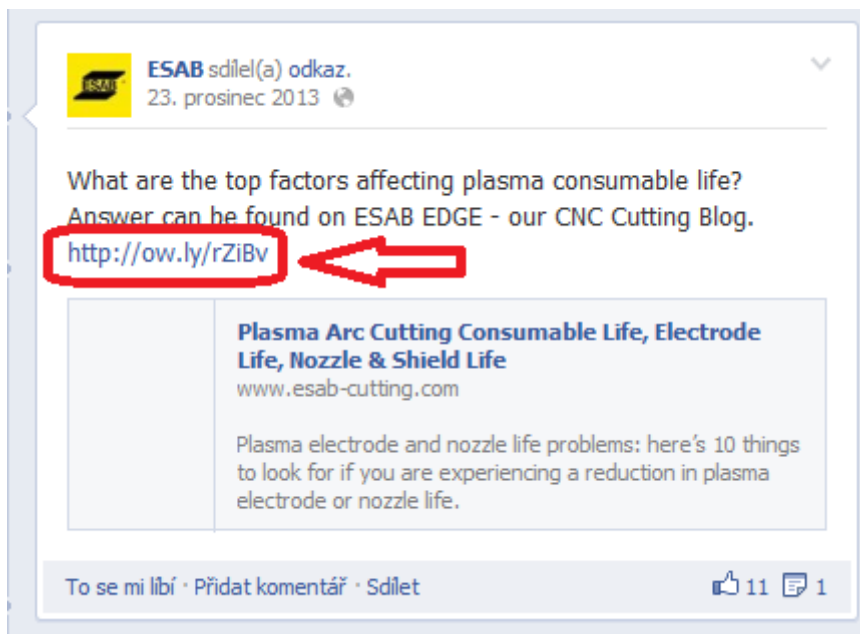 ESAB
ESAB sdílel(a) odkaz.
23. prosinec 2013
What are the top factors affecting plasma consumable life?
Answer can be found on ESAB EDGE - our CNC Cutting Blog.
http://ow.ly/rZiBv
Plasma Arc Cutting Consumable Life, Electrode
Life, Nozzle & Shield Life
www.esab-cutting.com
Plasma electrode and nozzle life problems: here's 10 things
to look for if you are experiencing a reduction in plasma
electrode or nozzle life.
To se mi líbí · Přidat komentář · Sdílet 11 1